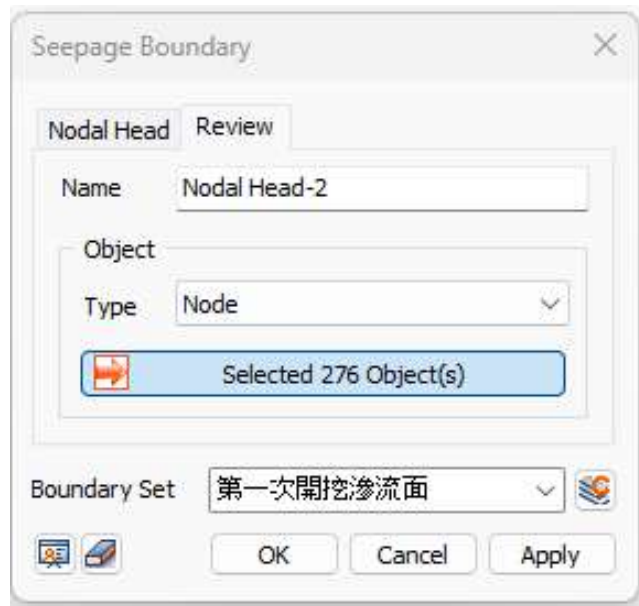 Seepage Boundary
Nodal Head Review
Name Nodal Head-2
Object
Type Node
Selected 276 Object(s)
Boundary Set 第一次開挖滲流面
OK Cancel Apply